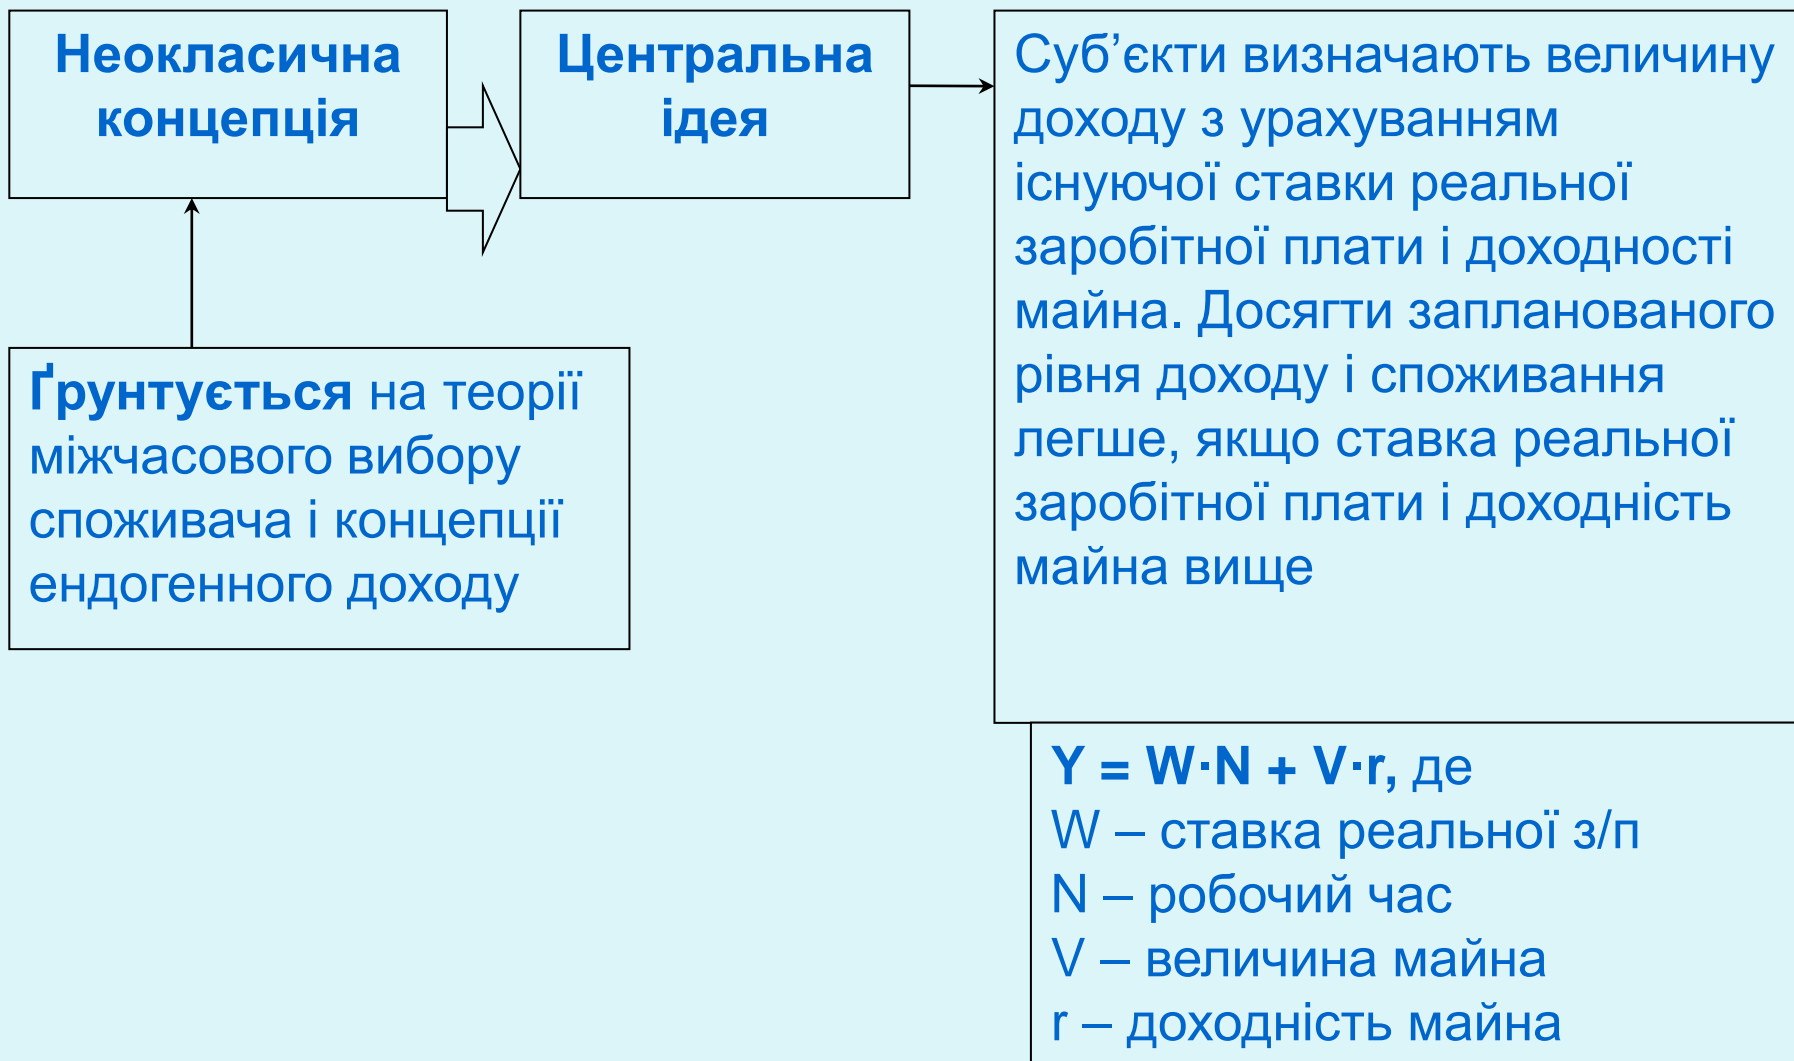 Неокласична
концепція
Центральна
ідея
Суб’єкти визначають величину
доходу з урахуванням
існуючої ставки реальної
заробітної плати і доходності
майна. Досягти запланованого
рівня доходу і споживання
легше, якщо ставка реальної
заробітної плати і доходність
майна вище
Ґрунтується на теорії
міжчасового вибору
споживача і концепції
ендогенного доходу
Y = W·N + V·r, де
W – ставка реальної з/п
N – робочий час
V – величина майна
r – доходність майна